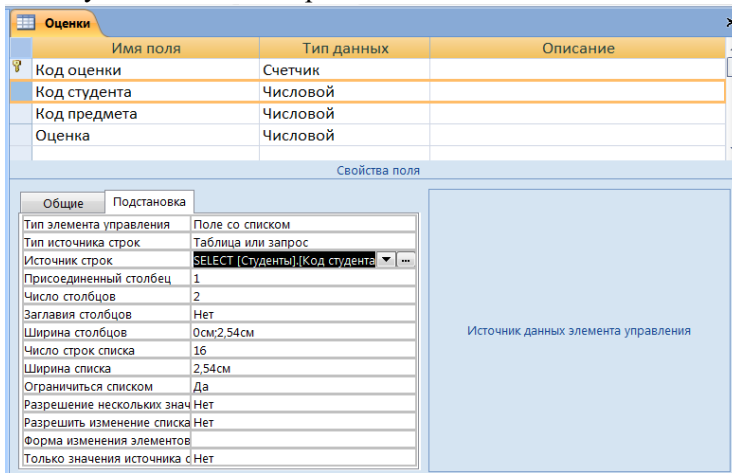 Оценки
Имя поля Тип данных Описание
Код оценки Счетчик
Код студента Числовой
Код предмета Числовой
Оценка Числовой
Свойства поля
Общие Подстановка
Тип элемента управления Поле со списком
Тип источника строк Таблица или запрос
Источник строк SELECT [Студенты].[Код студента ...
Присоединенный столбец 1
Число столбцов 2
Заглавия столбцов Нет
Ширина столбцов 0см;2,54см
Число строк списка 16
Ширина списка 2,54см
Ограничиться списком Да
Разрешение нескольких знач Нет
Разрешить изменение списка Нет
Форма изменения элементов
Только значения источника с Нет
Источник данных элемента управления